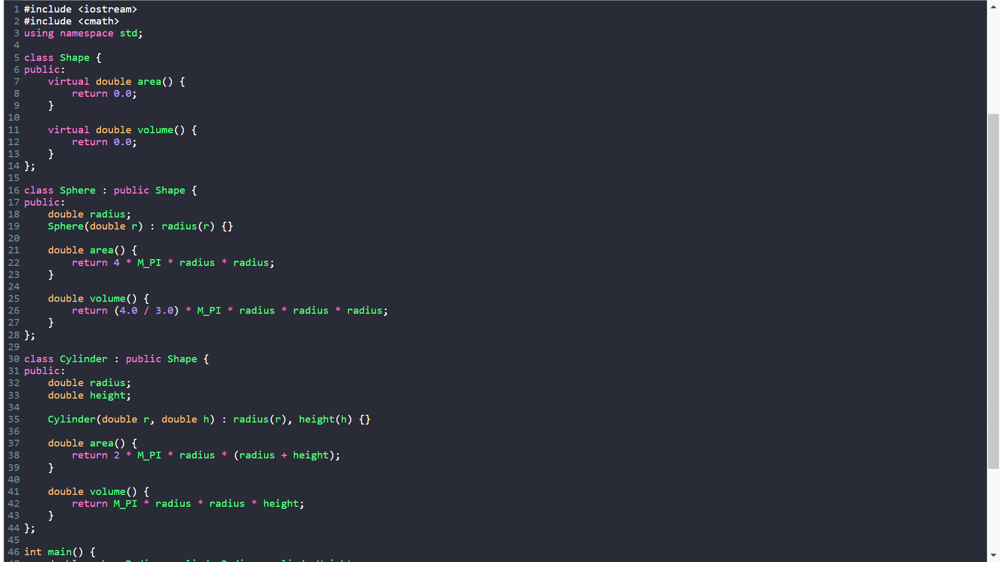 1 #include <iostream>
2 #include <cmath>
3 using namespace std;
4
5 class Shape {
6 public:
7     virtual double area() {
8         return 0.0;
9     }
10
11     virtual double volume() {
12         return 0.0;
13     }
14 };
15
16 class Sphere : public Shape {
17 public:
18     double radius;
19     Sphere(double r) : radius(r) {}
20
21     double area() {
22         return 4 * M_PI * radius * radius;
23     }
24
25     double volume() {
26         return (4.0 / 3.0) * M_PI * radius * radius * radius;
27     }
28 };
29
30 class Cylinder : public Shape {
31 public:
32     double radius;
33     double height;
34
35     Cylinder(double r, double h) : radius(r), height(h) {}
36
37     double area() {
38         return 2 * M_PI * radius * (radius + height);
39     }
40
41     double volume() {
42         return M_PI * radius * radius * height;
43     }
44 };
45
46 int main() {